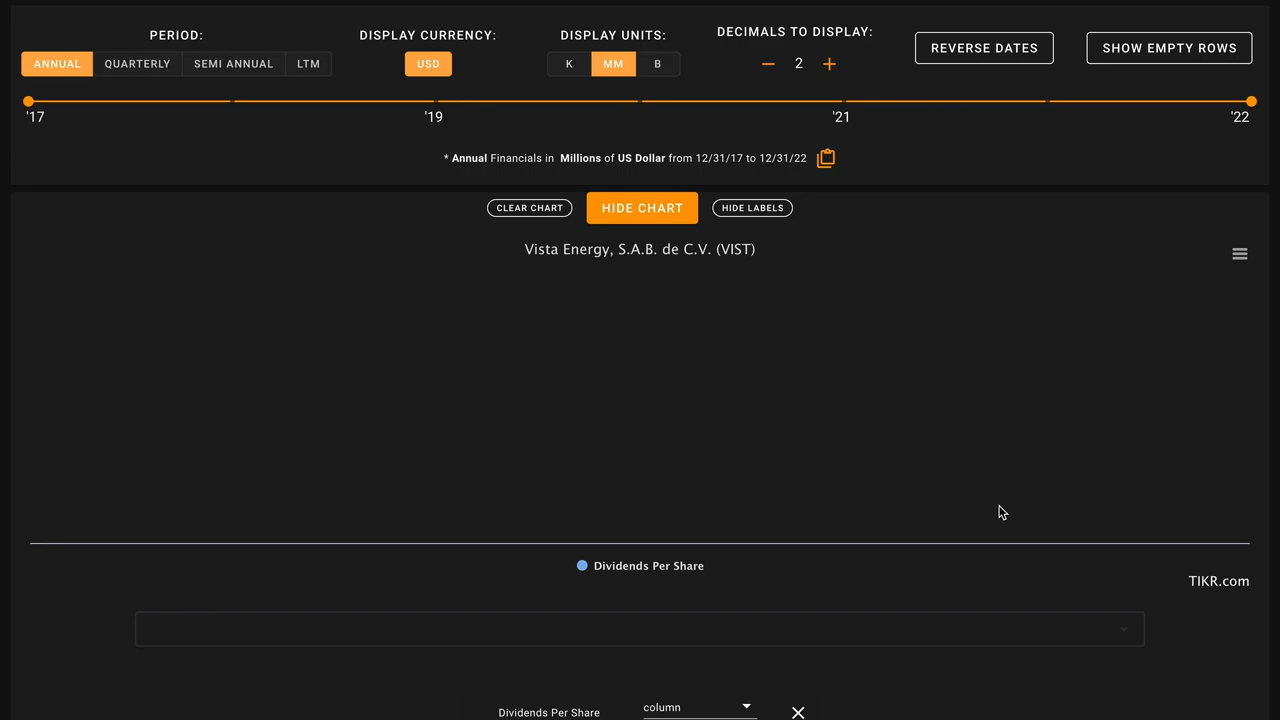 PERIOD:
DISPLAY CURRENCY:
DISPLAY UNITS:
DECIMALS TO DISPLAY:
ANNUAL QUARTERLY SEMI ANNUAL LTM
USD
K MM B
2
REVERSE DATES
SHOW EMPTY ROWS
'17 '19 '21 '22
* Annual Financials in Millions of US Dollar from 12/31/17 to 12/31/22
CLEAR CHART HIDE CHART HIDE LABELS
Vista Energy, S.A.B. de C.V. (VIST)
Dividends Per Share
TIKR.com
Dividends Per Share column